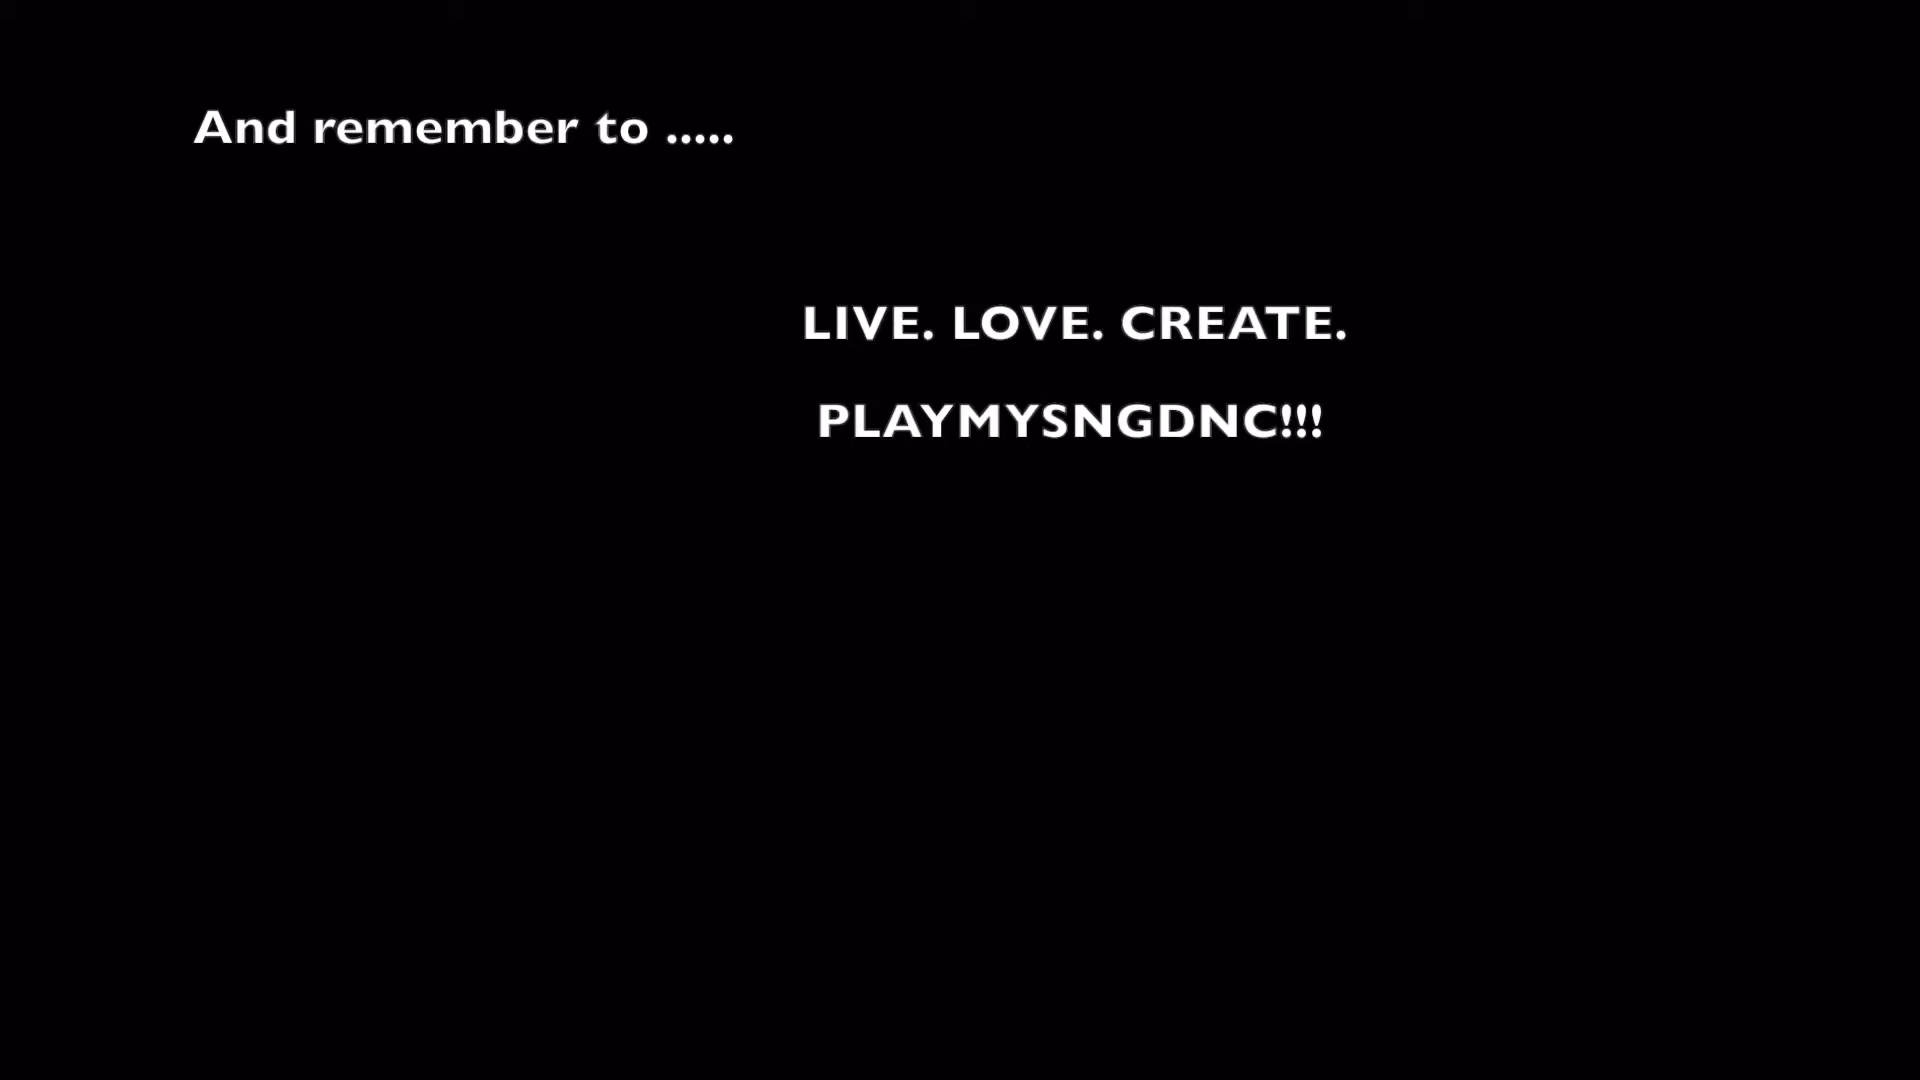 And remember to .....
LIVE. LOVE. CREATE.
PLAYMYSNGDNC!!!